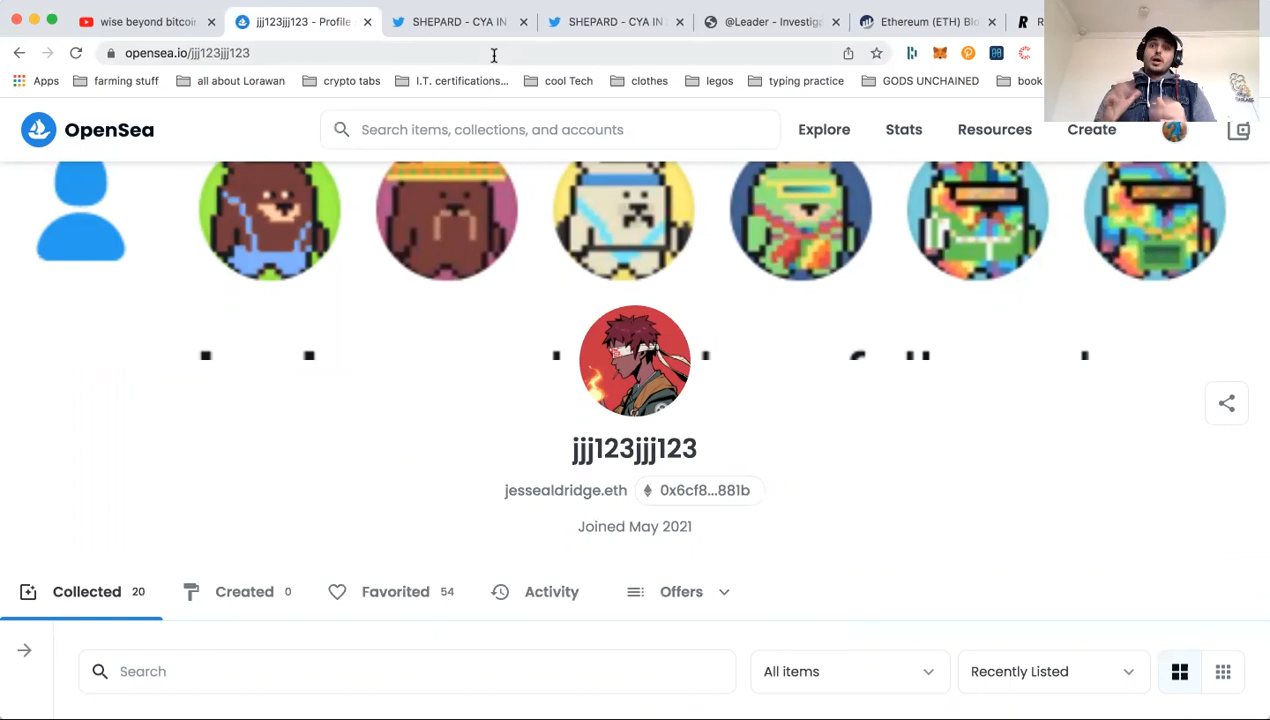 wise beyond bitcoin
jjj123jjj123 - Profile
SHEPARD - CYA IN
SHEPARD - CYA IN
@Leader - Investig
Ethereum (ETH) Blo
opensea.io/jjj123jjj123
Apps
farming stuff
all about Lorawan
crypto tabs
I.T. certifications...
cool Tech
clothes
legos
typing practice
GODS UNCHAINED
book
OpenSea
Search items, collections, and accounts
Explore
Stats
Resources
Create
jjj123jjj123
jessealdridge.eth
0x6cf8...881b
Joined May 2021
Collected 20
Created 0
Favorited 54
Activity
Offers
Search
All items
Recently Listed